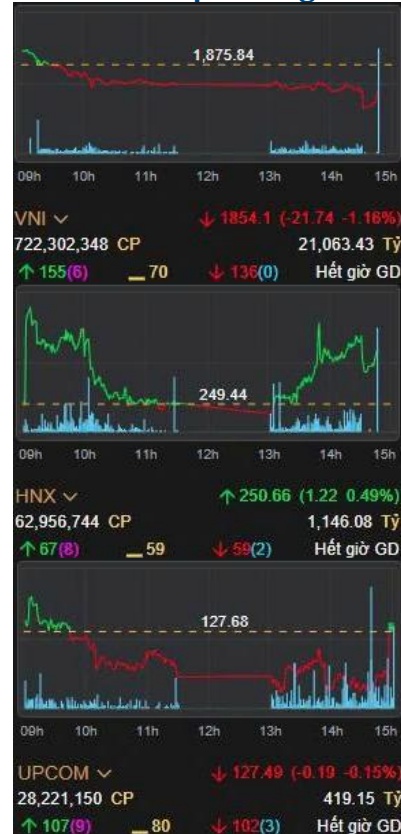 1,875.84
09h 10h 11h 12h 13h 14h 15h
VNI 1854.1 (-21.74 -1.16%)
722,302,348 CP 21,063.43 Tỷ
155(6) 70 136(0) Hết giờ GD
249.44
09h 10h 11h 12h 13h 14h 15h
HNX 250.66 (1.22 0.49%)
62,956,744 CP 1,146.08 Tỷ
67(8) 59 59(2) Hết giờ GD
127.68
09h 10h 11h 12h 13h 14h 15h
UPCOM 127.49 (-0.19 -0.15%)
28,221,150 CP 419.15 Tỷ
107(9) 80 102(3) Hết giờ GD